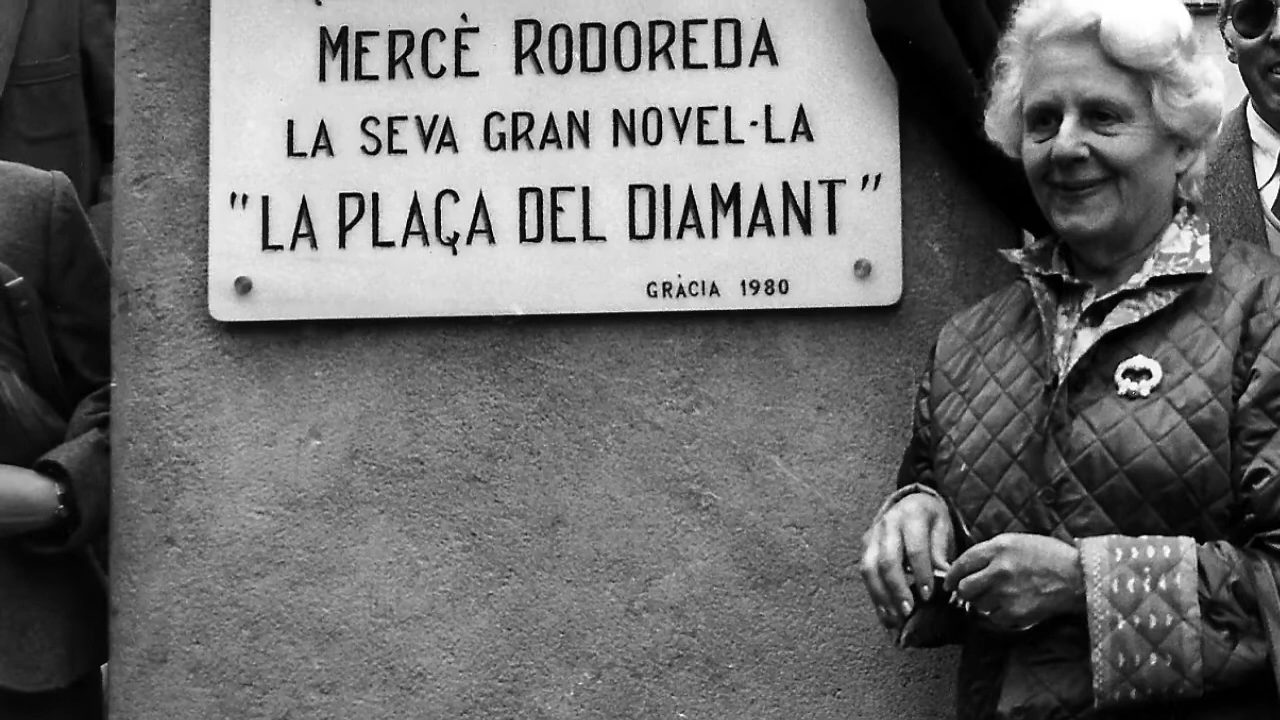 MERCÈ RODOREDA
LA SEVA GRAN NOVEL·LA
"LA PLAÇA DEL DIAMANT"
GRÀCIA 1980